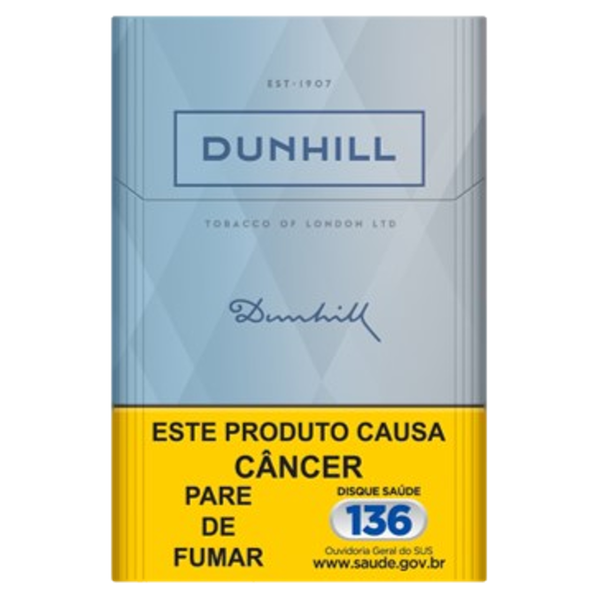 EST-1907
DUNHILL
TOBACCO OF LONDON LTD
Dunhill
ESTE PRODUTO CAUSA
CÂNCER
PARE
DE
FUMAR
DISQUE SAÚDE
136
Ouvidoria Geral do SUS
www.saude.gov.br